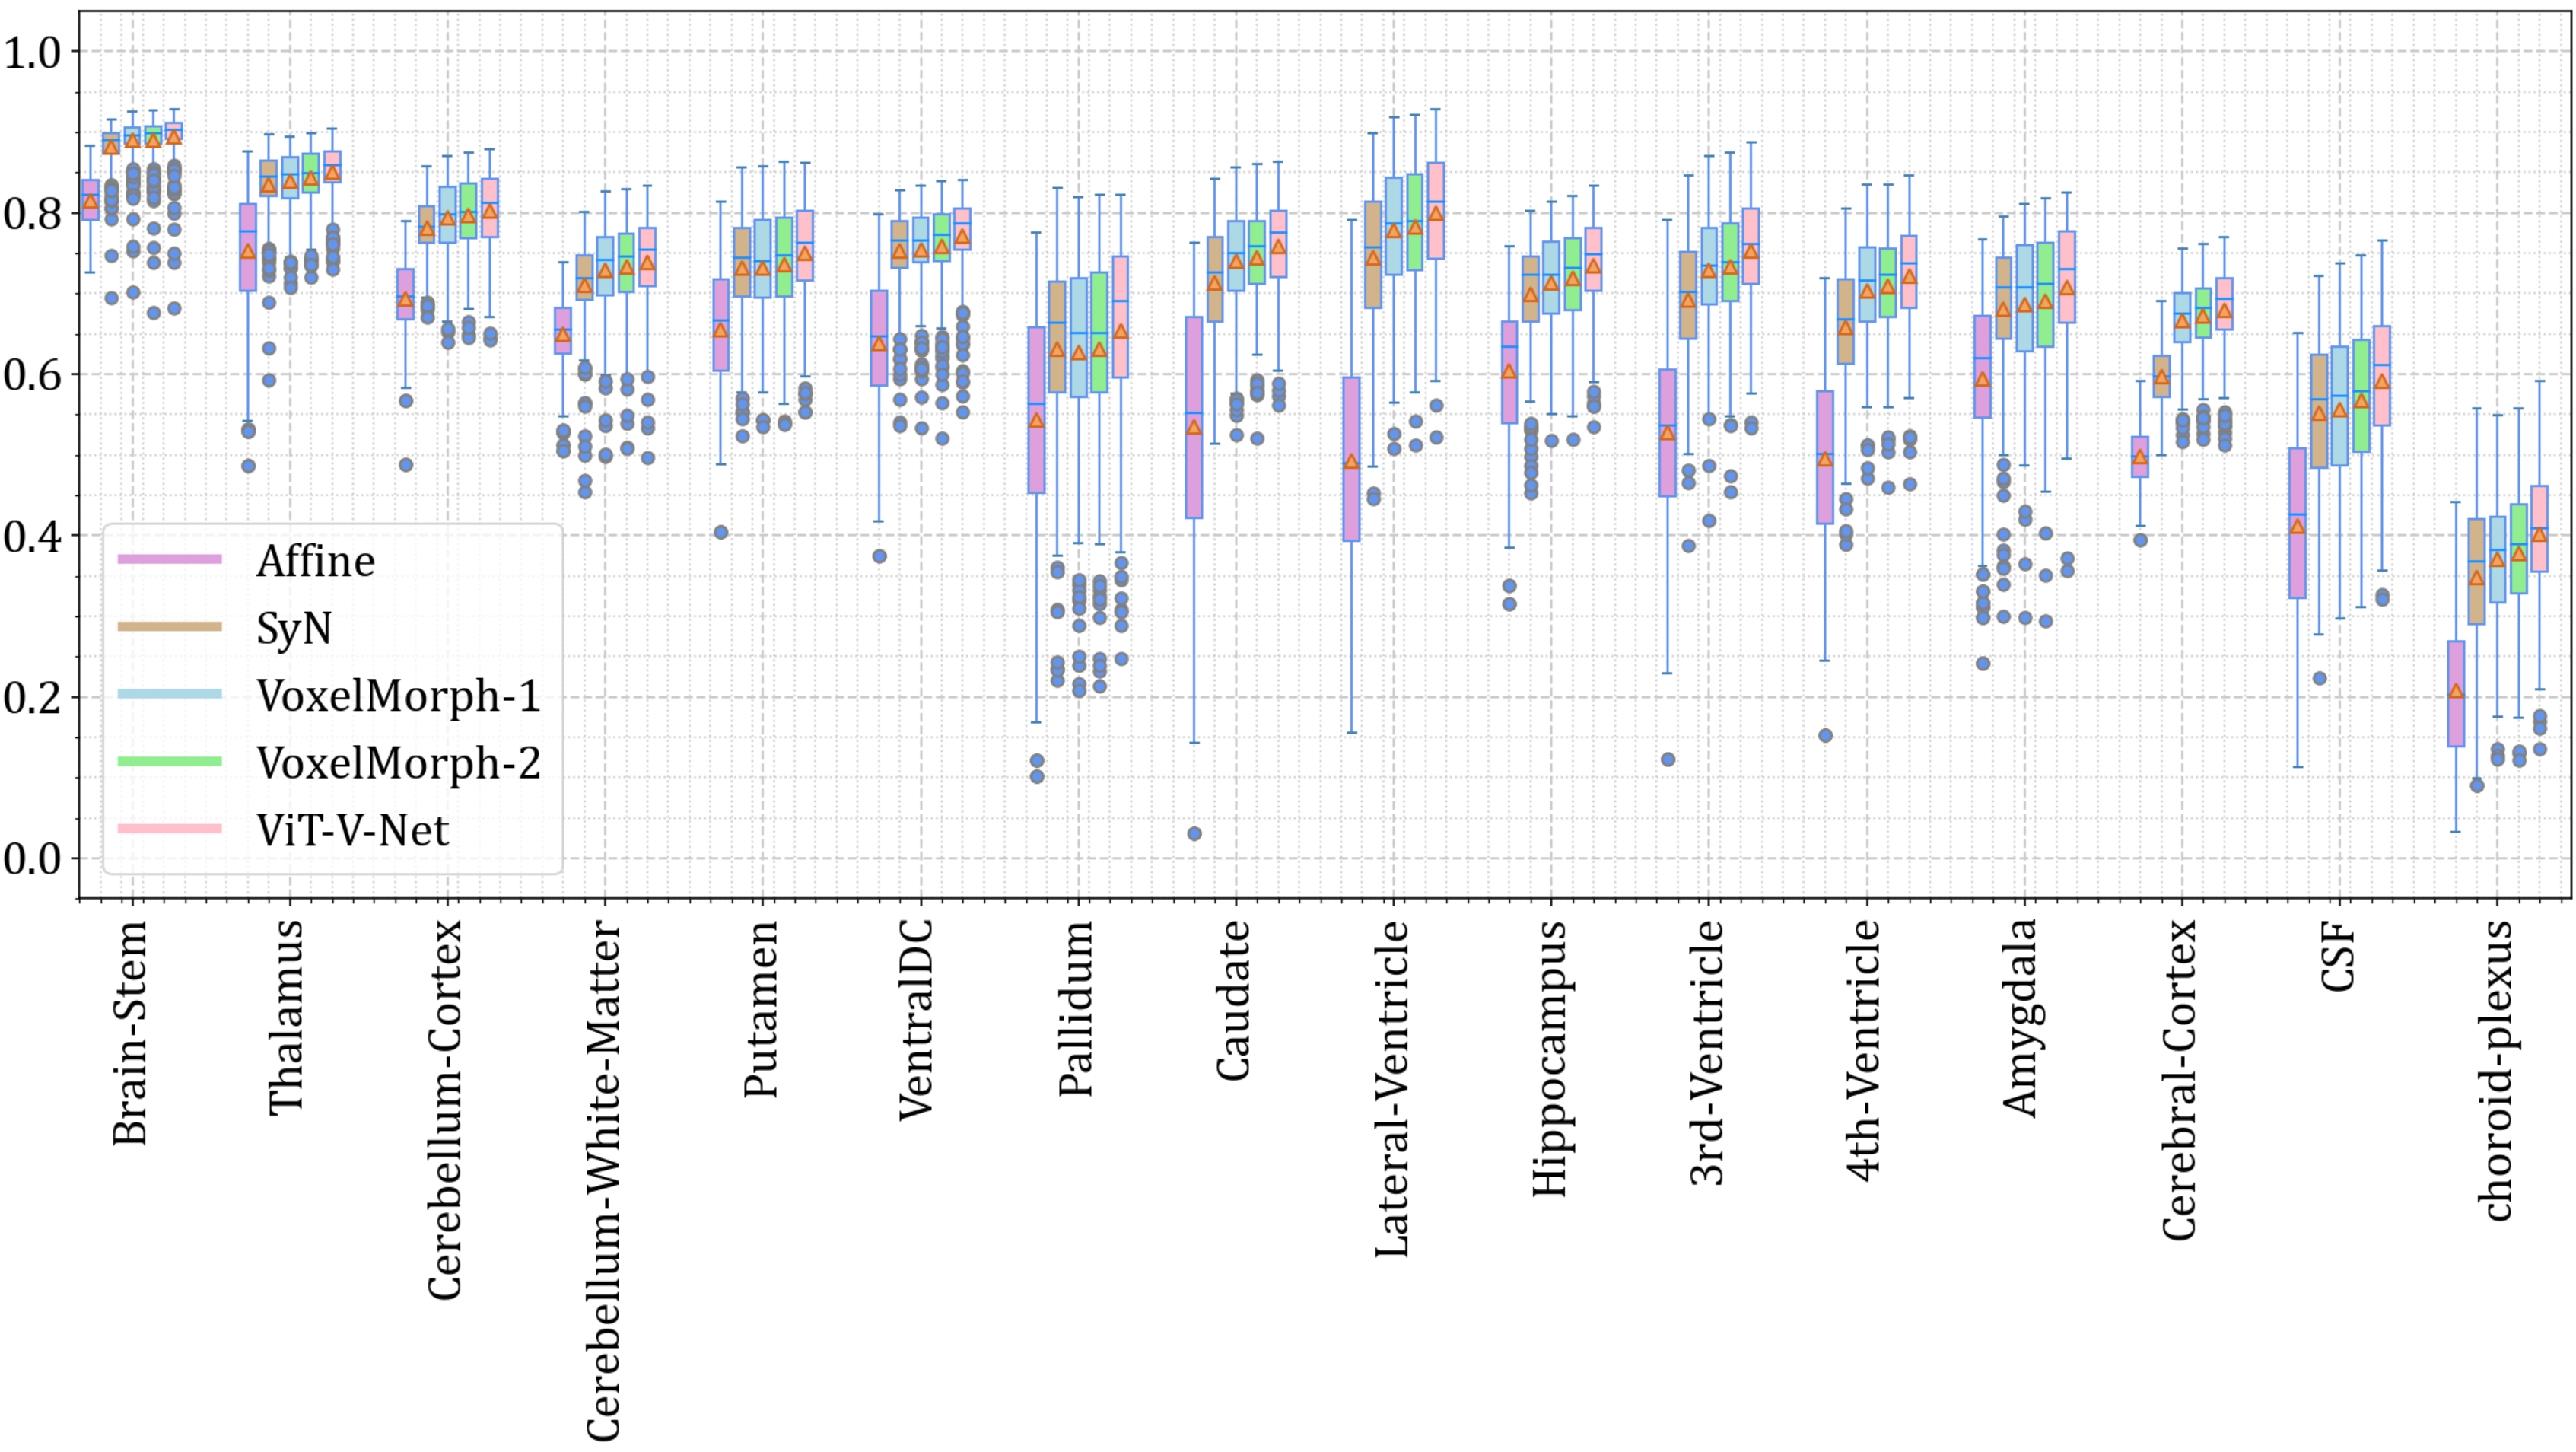 1.0
0.8
0.6
0.4
0.2
0.0
Affine
SyN
VoxelMorph-1
VoxelMorph-2
ViT-V-Net
Brain-Stem
Thalamus
Cerebellum-Cortex
Cerebellum-White-Matter
Putamen
VentralDC
Pallidum
Caudate
Lateral-Ventricle
Hippocampus
3rd-Ventricle
4th-Ventricle
Amygdala
Cerebral-Cortex
CSF
choroid-plexus